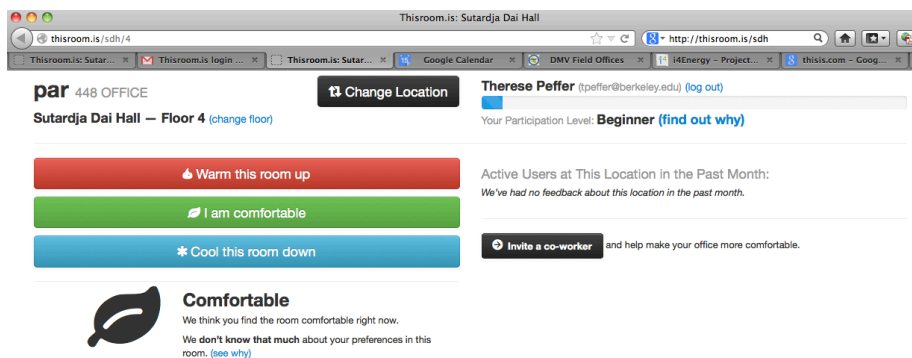 Thisroom.is: Sutardja Dai Hall
thisroom.is/sdh/4
http://thisroom.is/sdh
Thisroom.is: Sutar...
Thisroom.is login ...
Thisroom.is: Sutar...
Google Calendar
DMV Field Offices
i4Energy – Project...
thisis.com – Goog...
par 448 OFFICE
Change Location
Sutardja Dai Hall — Floor 4 (change floor)
Therese Peffer (tpeffer@berkeley.edu) (log out)
Your Participation Level: Beginner (find out why)
Warm this room up
I am comfortable
Cool this room down
Active Users at This Location in the Past Month:
We've had no feedback about this location in the past month.
Invite a co-worker and help make your office more comfortable.
Comfortable
We think you find the room comfortable right now.
We don't know that much about your preferences in this
room. (see why)